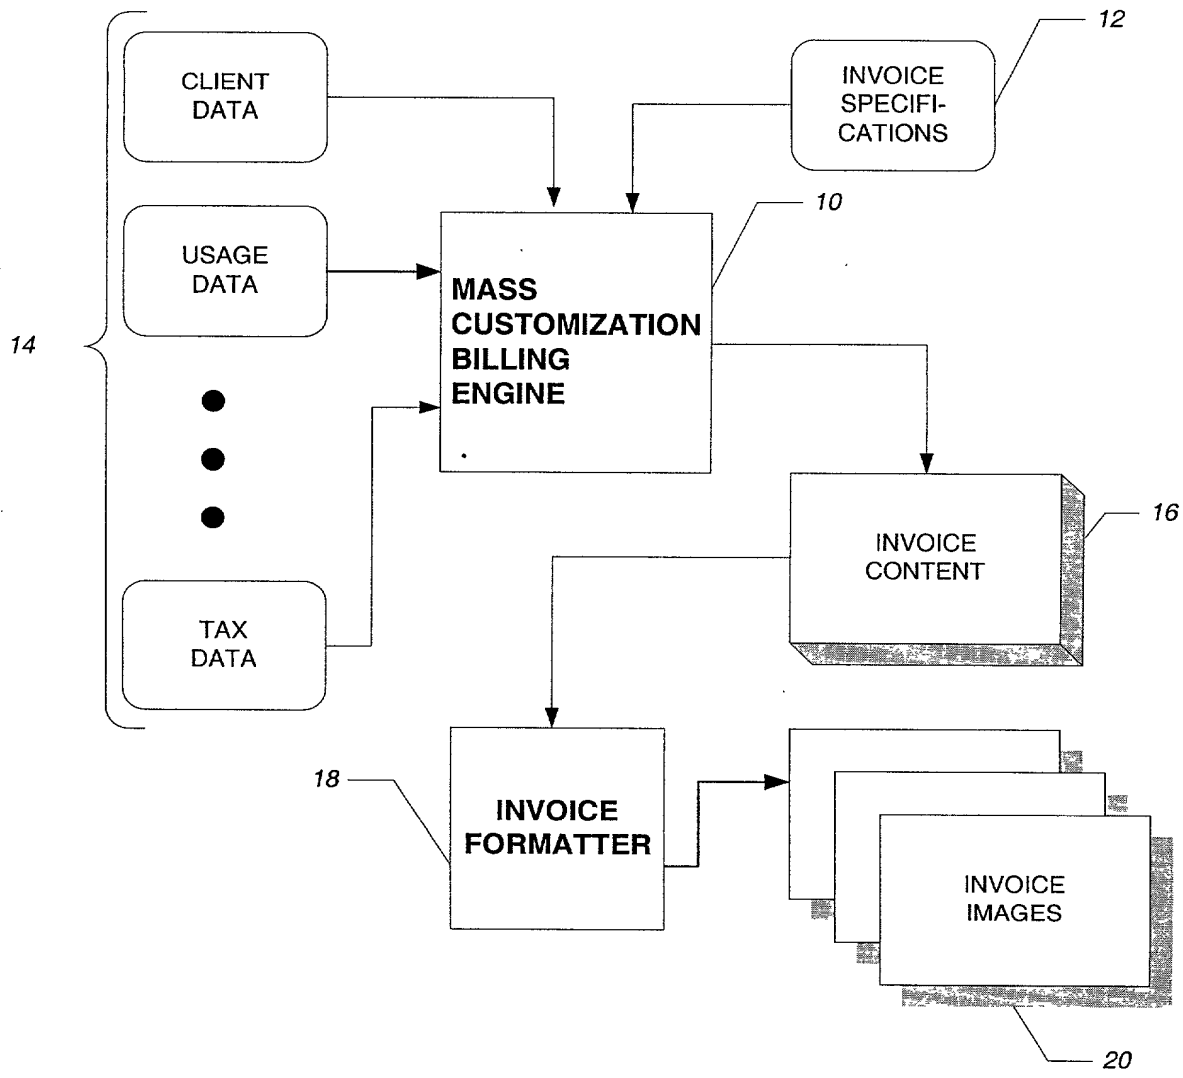 12
CLIENT
DATA
INVOICE
SPECIFI-
CATIONS
10
USAGE
DATA
MASS
CUSTOMIZATION
BILLING
ENGINE
14
16
INVOICE
CONTENT
TAX
DATA
18
INVOICE
FORMATTER
INVOICE
IMAGES
20